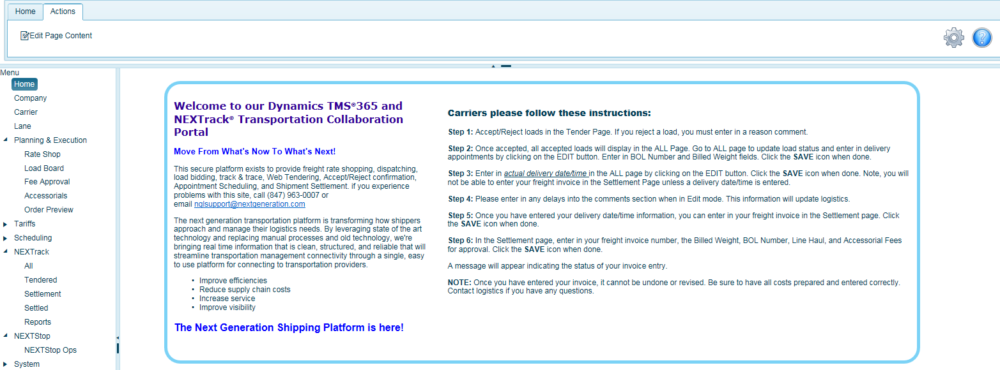 Home
Actions
Edit Page Content
Menu
Home
Company
Carrier
Lane
Planning & Execution
Rate Shop
Load Board
Fee Approval
Accessorials
Order Preview
Tariffs
Scheduling
NEXTrack
All
Tendered
Settlement
Settled
Reports
NEXTStop
NEXTStop Ops
System
Welcome to our Dynamics TMS®365 and
NEXTrack® Transportation Collaboration
Portal
Move From What's Now To What's Next!
This secure platform exists to provide freight rate shopping, dispatching,
load bidding, track & trace, Web Tendering, Accept/Reject confirmation,
Appointment Scheduling, and Shipment Settlement. if you experience
problems with this site, call (847) 963-0007 or
email nglsupport@nextgeneration.com
The next generation transportation platform is transforming how shippers
approach and manage their logistics needs. By leveraging state of the art
technology and replacing manual processes and old technology, we're
bringing real time information that is clean, structured, and reliable that will
streamline transportation management connectivity through a single, easy
to use platform for connecting to transportation providers.
• Improve efficiencies
• Reduce supply chain costs
• Increase service
• Improve visibility
The Next Generation Shipping Platform is here!
Carriers please follow these instructions:
Step 1: Accept/Reject loads in the Tender Page. If you reject a load, you must enter in a reason comment.
Step 2: Once accepted, all accepted loads will display in the ALL Page. Go to ALL page to update load status and enter in delivery
appointments by clicking on the EDIT button. Enter in BOL Number and Billed Weight fields. Click the SAVE icon when done.
Step 3: Enter in actual delivery date/time in the ALL page by clicking on the EDIT button. Click the SAVE icon when done. Note, you will
not be able to enter your freight invoice in the Settlement Page unless a delivery date/time is entered.
Step 4: Please enter in any delays into the comments section when in Edit mode. This information will update logistics.
Step 5: Once you have entered your delivery date/time information, you can enter in your freight invoice in the Settlement page. Click
the SAVE icon when done.
Step 6: In the Settlement page, enter in your freight invoice number, the Billed Weight, BOL Number, Line Haul, and Accessorial Fees
for approval. Click the SAVE icon when done.
A message will appear indicating the status of your invoice entry.
NOTE: Once you have entered your invoice, it cannot be undone or revised. Be sure to have all costs prepared and entered correctly.
Contact logistics if you have any questions.